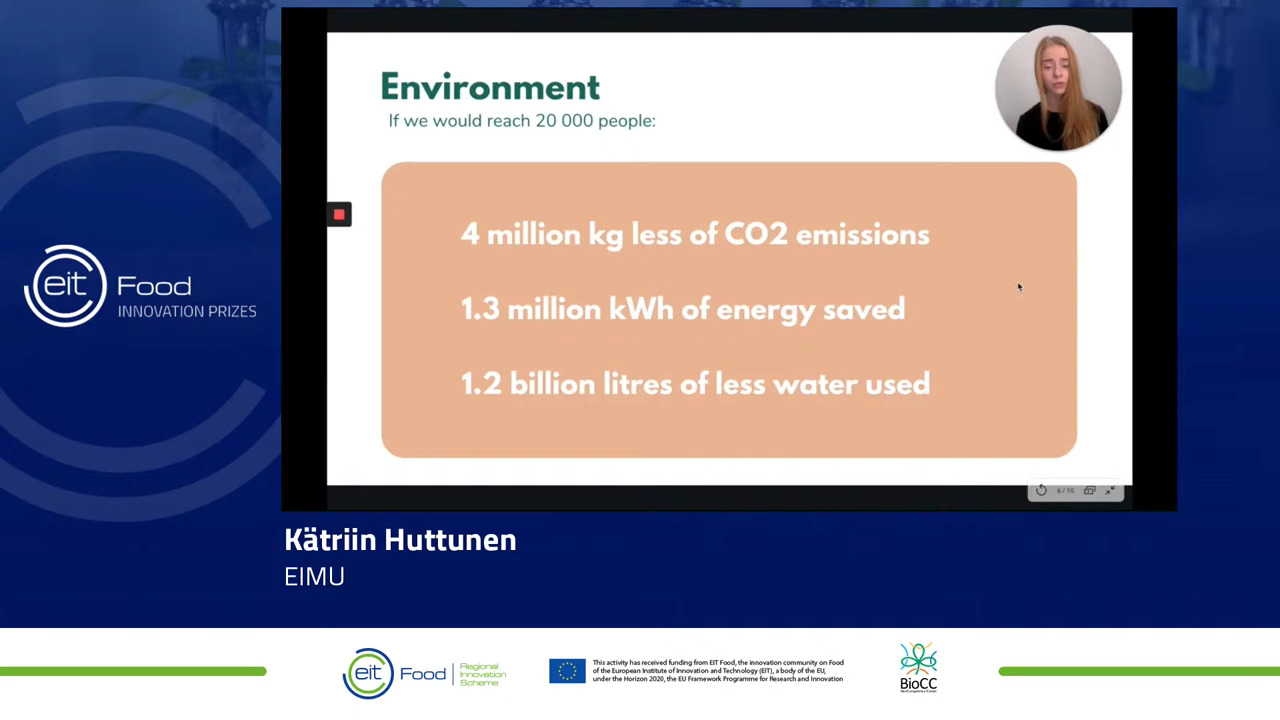 Environment
If we would reach 20 000 people:
4 million kg less of CO2 emissions
1.3 million kWh of energy saved
1.2 billion litres of less water used
6/10
eit Food
INNOVATION PRIZES
Kätriin Huttunen
EIMU
eit Food
Regional
Innovation
Scheme
This activity has received funding from EIT Food, the innovation community on Food
of the European Institute of Innovation and Technology (EIT), a body of the EU,
under the Horizon 2020, the EU Framework Programme for Research and Innovation
BioCC